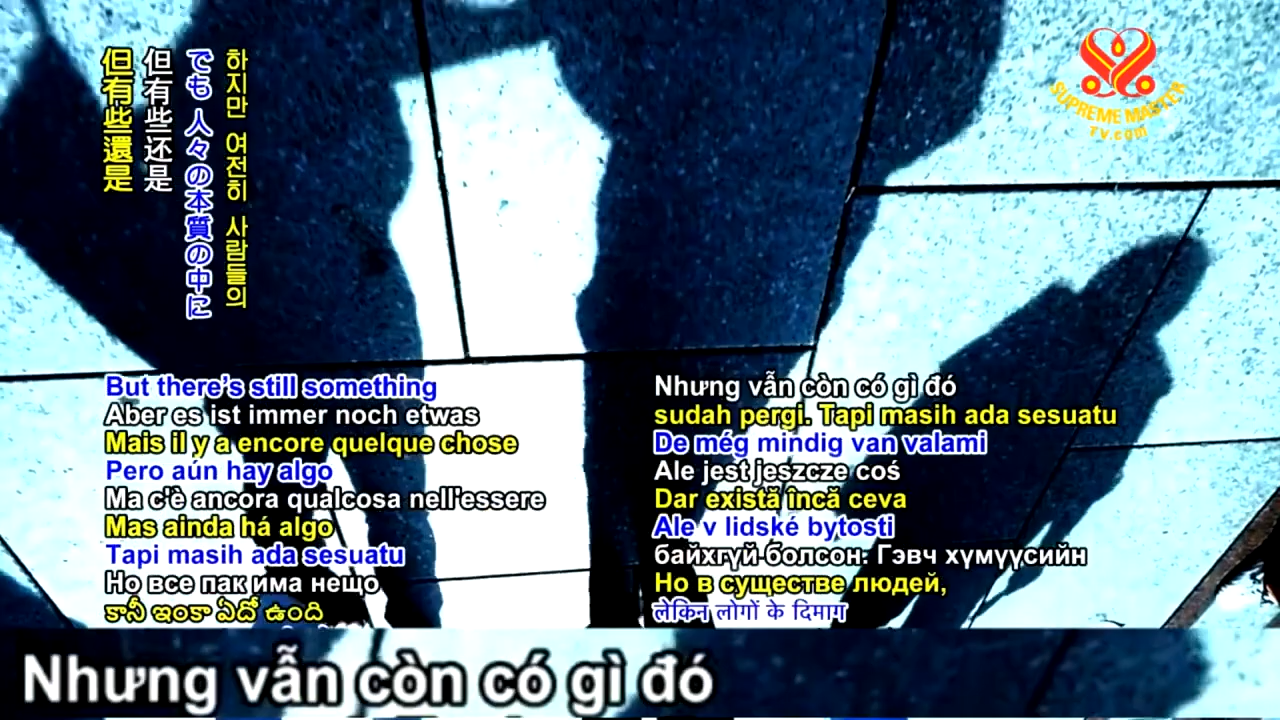 하지만 여전히 사람들의
でも 人々の本質の中に
但有些还是
但有些還是
SUPREME MASTER
TV.com
But there's still something
Aber es ist immer noch etwas
Mais il y a encore quelque chose
Pero aún hay algo
Ma c'è ancora qualcosa nell'essere
Mas ainda há algo
Tapi masih ada sesuatu
Но все пак има нещо
కానీ ఇంకా ఏదో ఉంది
Nhưng vẫn còn có gì đó
sudah pergi. Tapi masih ada sesuatu
De még mindig van valami
Ale jest jeszcze coś
Dar există încă ceva
Ale v lidské bytosti
байхгүй болсон. Гэвч хүмүүсийн
Но в существе людей,
लेकिन लोगों के दिमाग
Nhưng vẫn còn có gì đó